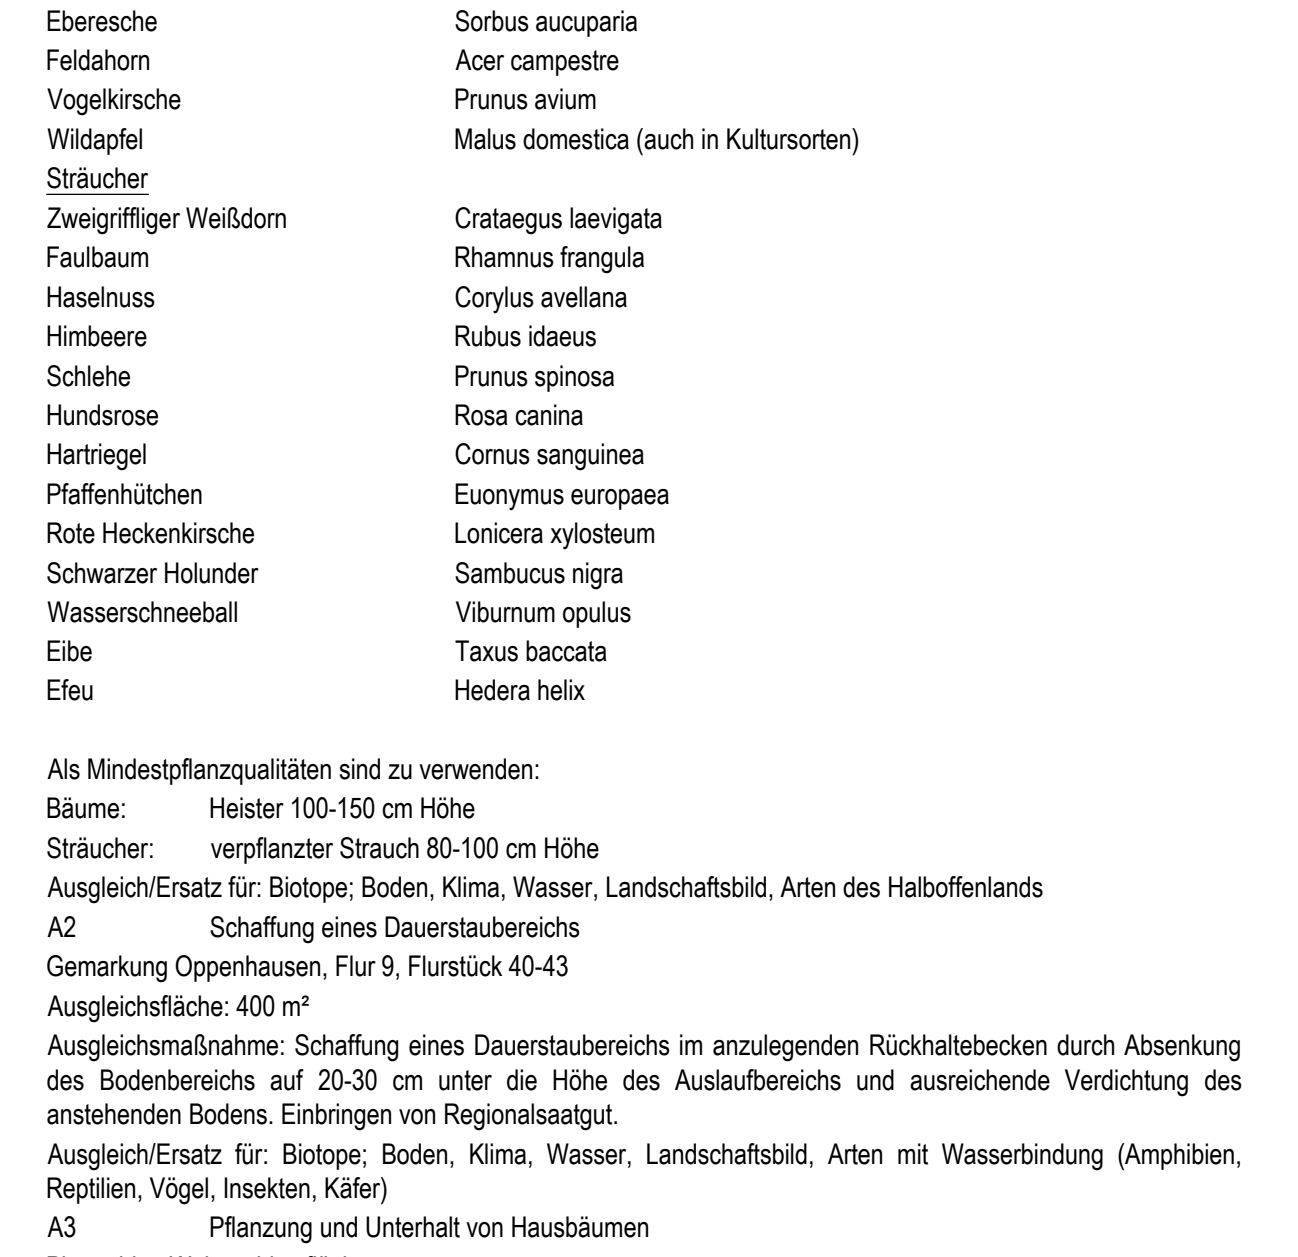 Eberesche Sorbus aucuparia
Feldahorn Acer campestre
Vogelkirsche Prunus avium
Wildapfel Malus domestica (auch in Kultursorten)
Sträucher
Zweigriffliger Weißdorn Crataegus laevigata
Faulbaum Rhamnus frangula
Haselnuss Corylus avellana
Himbeere Rubus idaeus
Schlehe Prunus spinosa
Hundsrose Rosa canina
Hartriegel Cornus sanguinea
Pfaffenhütchen Euonymus europaea
Rote Heckenkirsche Lonicera xylosteum
Schwarzer Holunder Sambucus nigra
Wasserschneeball Viburnum opulus
Eibe Taxus baccata
Efeu Hedera helix
Als Mindestpflanzqualitäten sind zu verwenden:
Bäume: Heister 100-150 cm Höhe
Sträucher: verpflanzter Strauch 80-100 cm Höhe
Ausgleich/Ersatz für: Biotope; Boden, Klima, Wasser, Landschaftsbild, Arten des Halboffenlands
A2 Schaffung eines Dauerstaubereichs
Gemarkung Oppenhausen, Flur 9, Flurstück 40-43
Ausgleichsfläche: 400 m²
Ausgleichsmaßnahme: Schaffung eines Dauerstaubereichs im anzulegenden Rückhaltebecken durch Absenkung
des Bodenbereichs auf 20-30 cm unter die Höhe des Auslaufbereichs und ausreichende Verdichtung des
anstehenden Bodens. Einbringen von Regionalsaatgut.
Ausgleich/Ersatz für: Biotope; Boden, Klima, Wasser, Landschaftsbild, Arten mit Wasserbindung (Amphibien,
Reptilien, Vögel, Insekten, Käfer)
A3 Pflanzung und Unterhalt von Hausbäumen